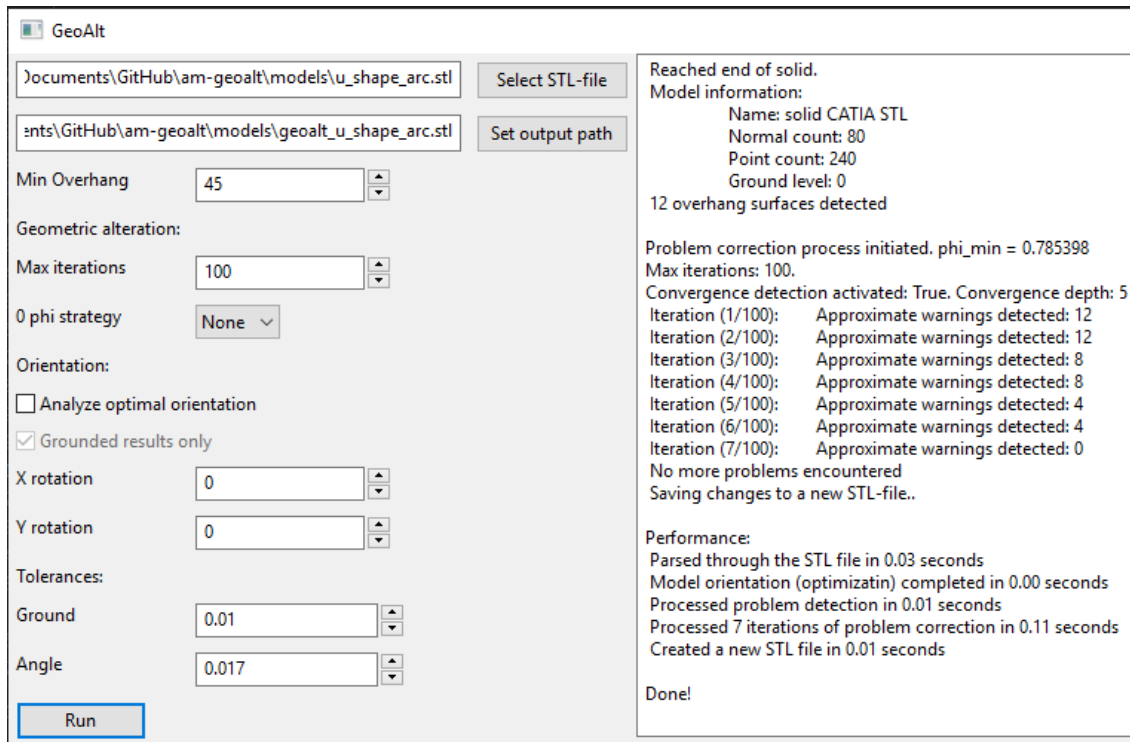 GeoAlt
Documents\GitHub\am-geoalt\models\u_shape_arc.stl
Select STL-file
ents\GitHub\am-geoalt\models\geoalt_u_shape_arc.stl
Set output path
Min Overhang
45
Geometric alteration:
Max iterations
100
0 phi strategy
None
Orientation:
Analyze optimal orientation
Grounded results only
X rotation
0
Y rotation
0
Tolerances:
Ground
0.01
Angle
0.017
Run
Reached end of solid.
Model information:
Name: solid CATIA STL
Normal count: 80
Point count: 240
Ground level: 0
12 overhang surfaces detected
Problem correction process initiated. phi_min = 0.785398
Max iterations: 100.
Convergence detection activated: True. Convergence depth: 5
Iteration (1/100): Approximate warnings detected: 12
Iteration (2/100): Approximate warnings detected: 12
Iteration (3/100): Approximate warnings detected: 8
Iteration (4/100): Approximate warnings detected: 8
Iteration (5/100): Approximate warnings detected: 4
Iteration (6/100): Approximate warnings detected: 4
Iteration (7/100): Approximate warnings detected: 0
No more problems encountered
Saving changes to a new STL-file..
Performance:
Parsed through the STL file in 0.03 seconds
Model orientation (optimizatin) completed in 0.00 seconds
Processed problem detection in 0.01 seconds
Processed 7 iterations of problem correction in 0.11 seconds
Created a new STL file in 0.01 seconds
Done!